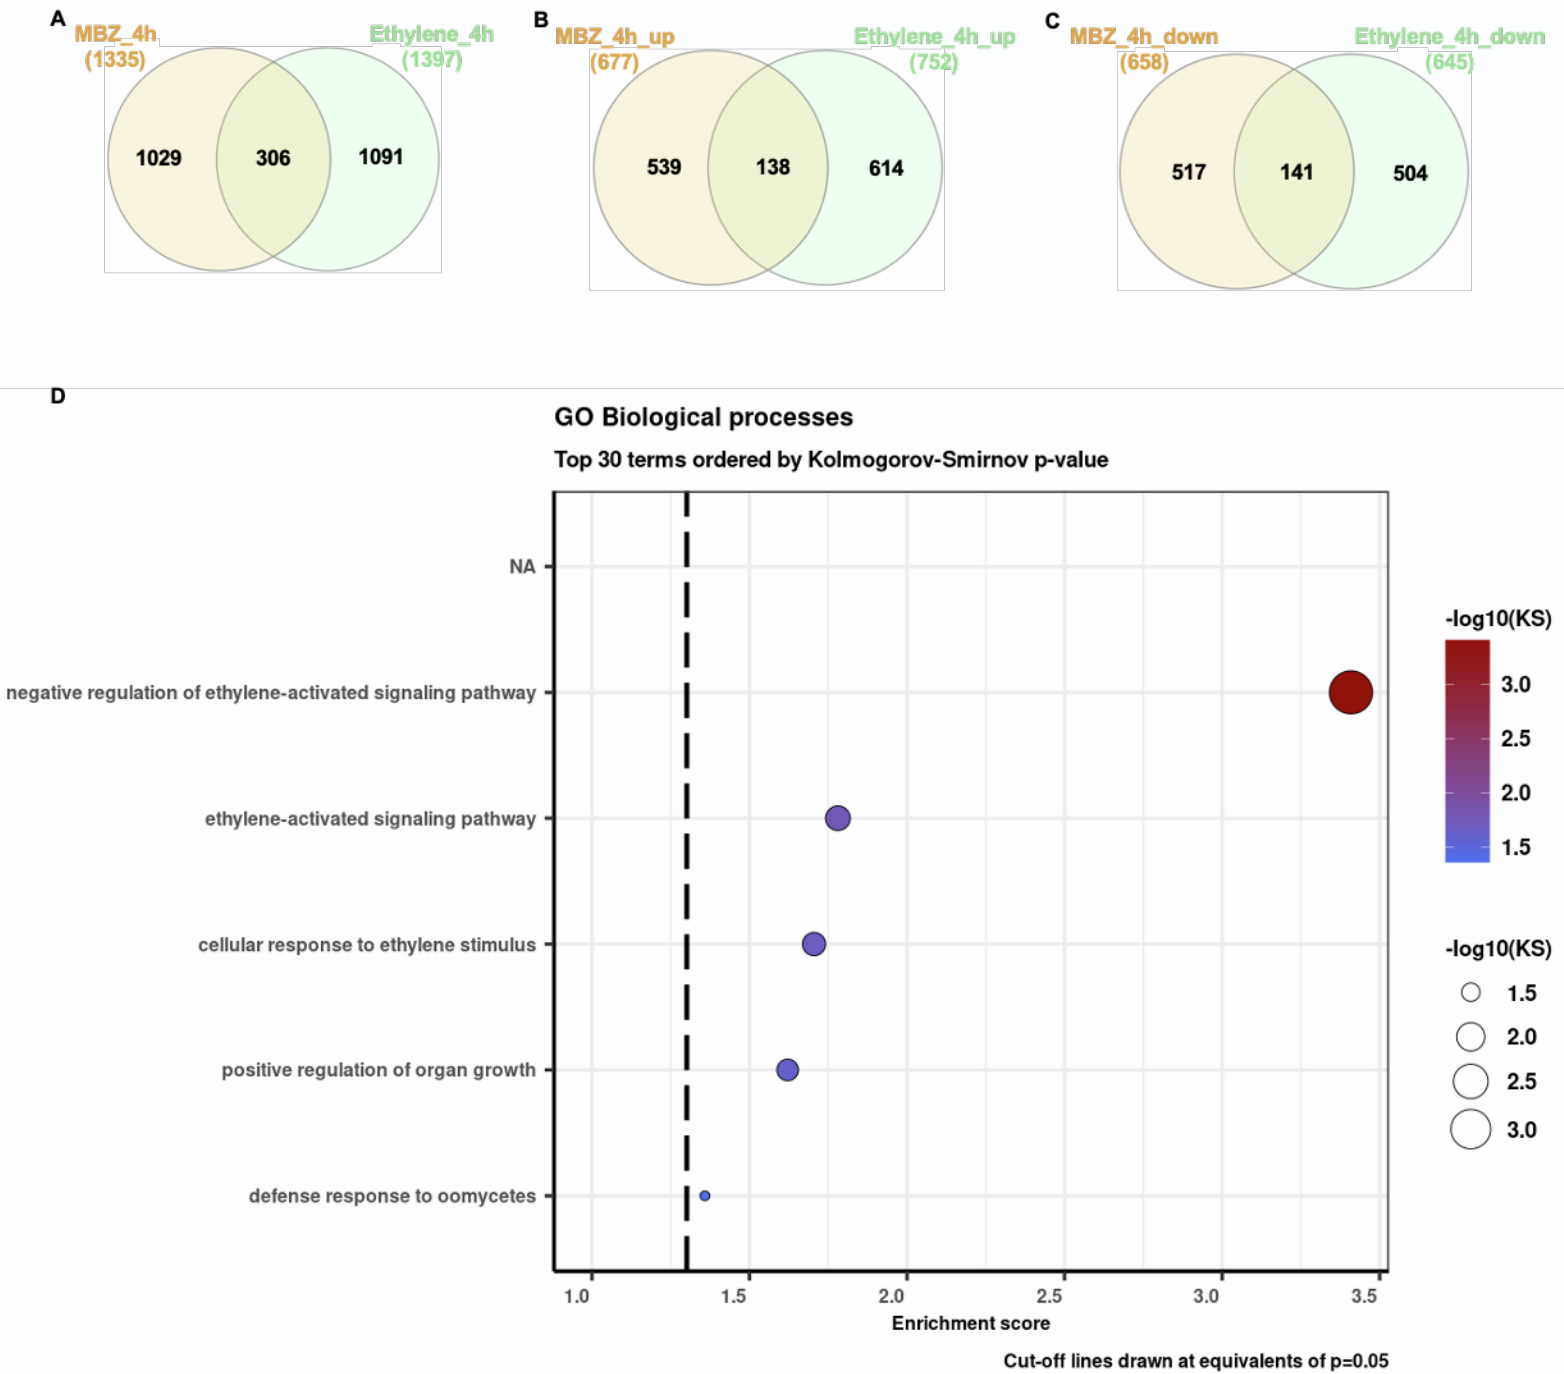 A
MBZ_4h
(1335)
Ethylene_4h
(1397)
1029
306
1091
B
MBZ_4h_up
(677)
Ethylene_4h_up
(752)
539
138
614
C
MBZ_4h_down
(658)
Ethylene_4h_down
(645)
517
141
504
D
GO Biological processes
Top 30 terms ordered by Kolmogorov-Smirnov p-value
NA
negative regulation of ethylene-activated signaling pathway
ethylene-activated signaling pathway
cellular response to ethylene stimulus
positive regulation of organ growth
defense response to oomycetes
1.0 1.5 2.0 2.5 3.0 3.5
Enrichment score
Cut-off lines drawn at equivalents of p=0.05
-log10(KS)
3.0
2.5
2.0
1.5
-log10(KS)
1.5
2.0
2.5
3.0